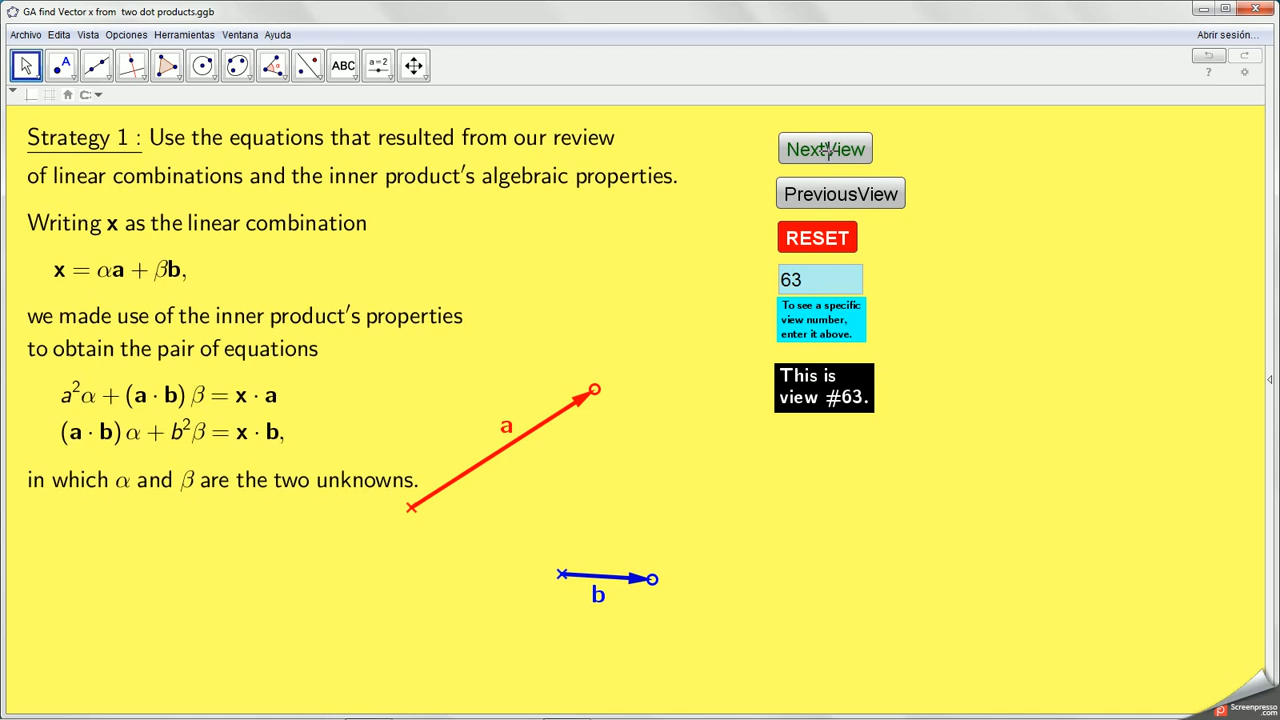 GA find Vector x from  two dot products.ggb
Archivo Edita Vista Opciones Herramientas Ventana Ayuda
Abrir sesión...
A
ABC
a=2
?
Strategy 1 : Use the equations that resulted from our review
of linear combinations and the inner product's algebraic properties.
Writing x as the linear combination
x = αa + βb,
we made use of the inner product's properties
to obtain the pair of equations
a²α + (a · b) β = x · a
(a · b) α + b²β = x · b,
in which α and β are the two unknowns.
a
b
NextView
PreviousView
RESET
63
To see a specific
view number,
enter it above.
This is
view #63.
Screenpresso
.com